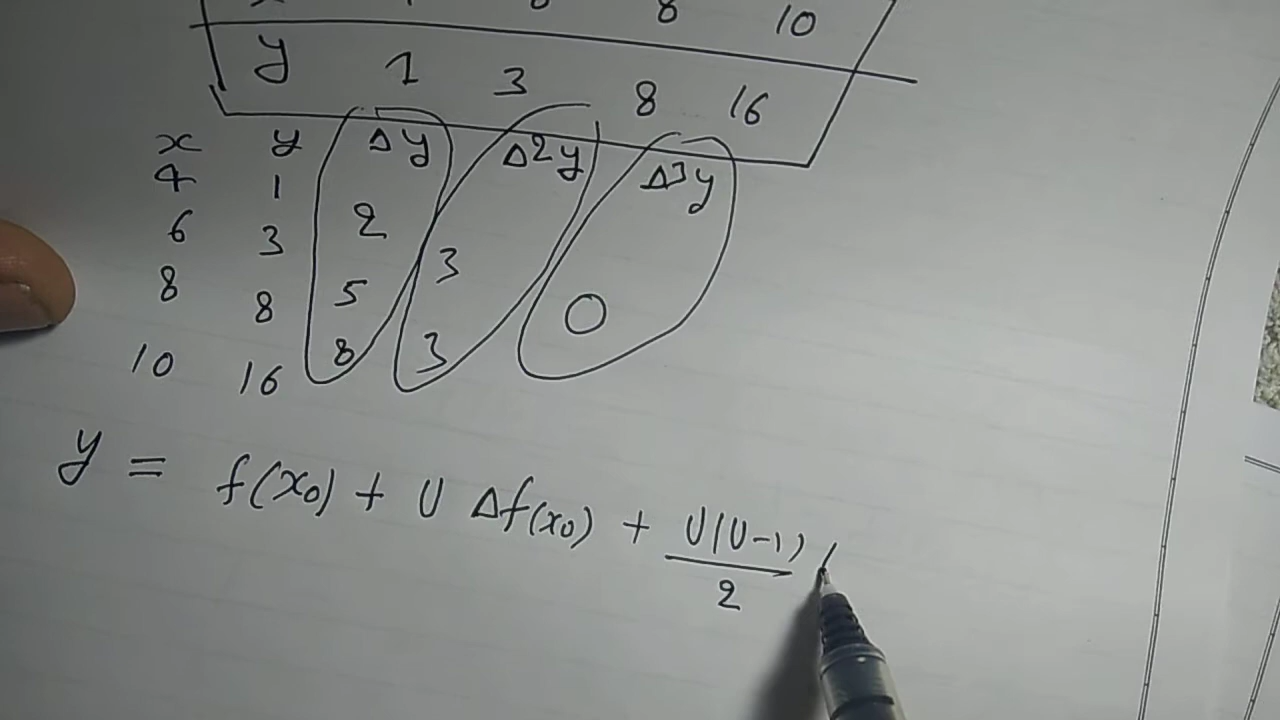 8 10
y 1 3 8 16
x y Δy Δ2y Δ3y
4 1
6 3 2 3
8 8 5 0
10 16 8 3
y = f(x₀) + U Δf(x₀) + U(U-1) / 2